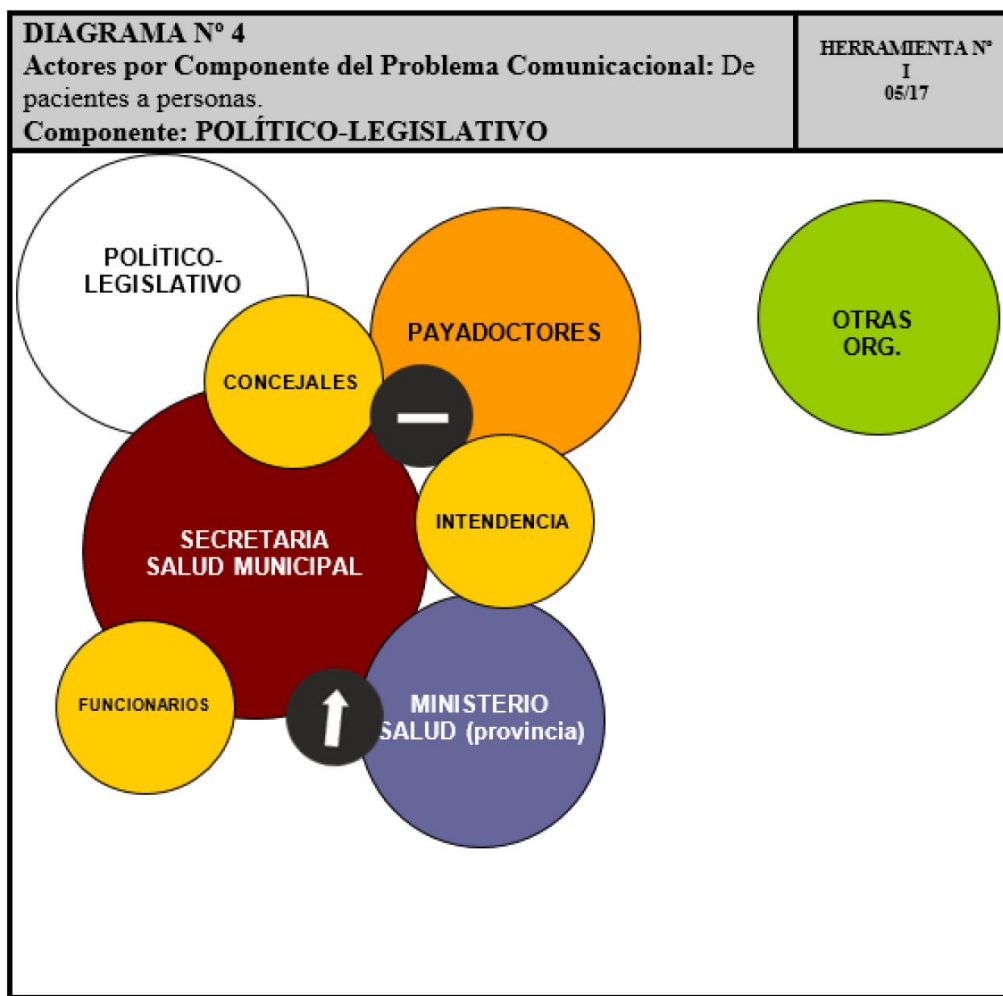 DIAGRAMA Nº 4
Actores por Componente del Problema Comunicacional: De
pacientes a personas.
Componente: POLÍTICO-LEGISLATIVO
HERRAMIENTA Nº
I
05/17
POLÍTICO-
LEGISLATIVO
PAYADOCTORES
OTRAS
ORG.
CONCEJALES
INTENDENCIA
SECRETARIA
SALUD MUNICIPAL
FUNCIONARIOS
MINISTERIO
SALUD (provincia)